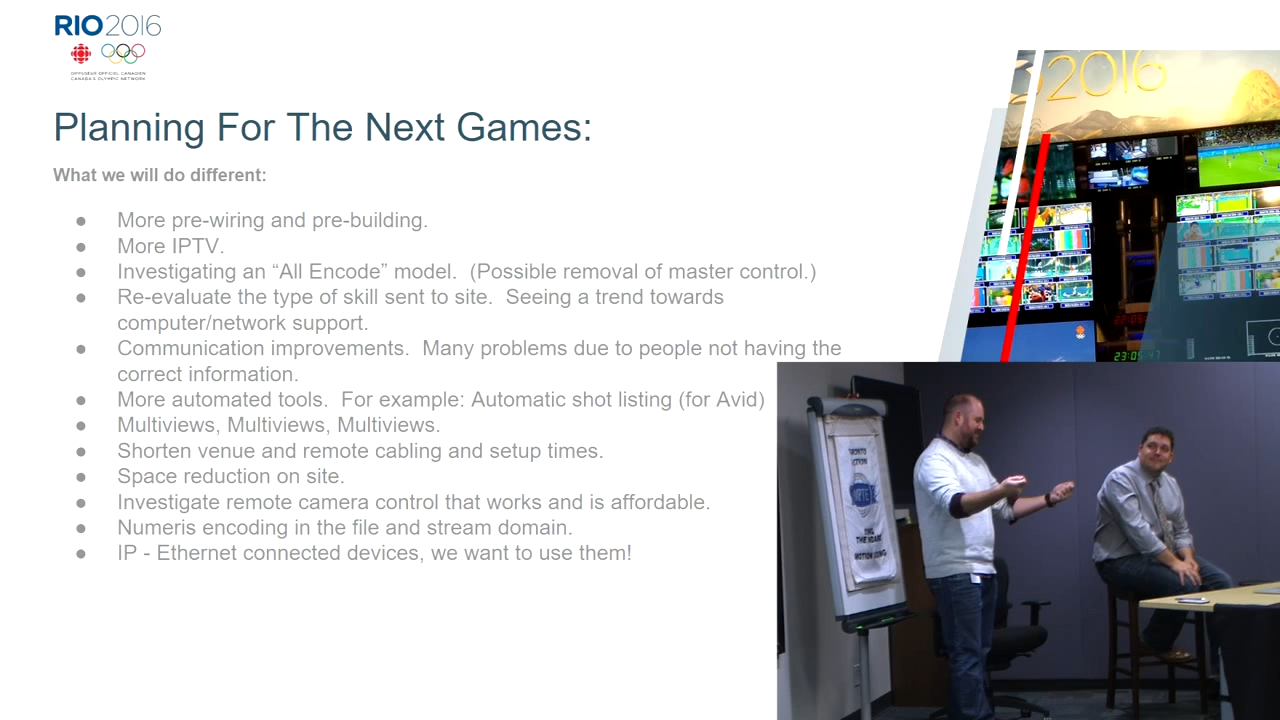 RIO2016
DIFFUSEUR OFFICIEL CANADIEN
CANADA'S OLYMPIC NETWORK
Planning For The Next Games:
What we will do different:
● More pre-wiring and pre-building.
● More IPTV.
● Investigating an “All Encode” model.  (Possible removal of master control.)
● Re-evaluate the type of skill sent to site.  Seeing a trend towards
computer/network support.
● Communication improvements.  Many problems due to people not having the
correct information.
● More automated tools.  For example: Automatic shot listing (for Avid)
● Multiviews, Multiviews, Multiviews.
● Shorten venue and remote cabling and setup times.
● Space reduction on site.
● Investigate remote camera control that works and is affordable.
● Numeris encoding in the file and stream domain.
● IP - Ethernet connected devices, we want to use them!
2016
23:05:47